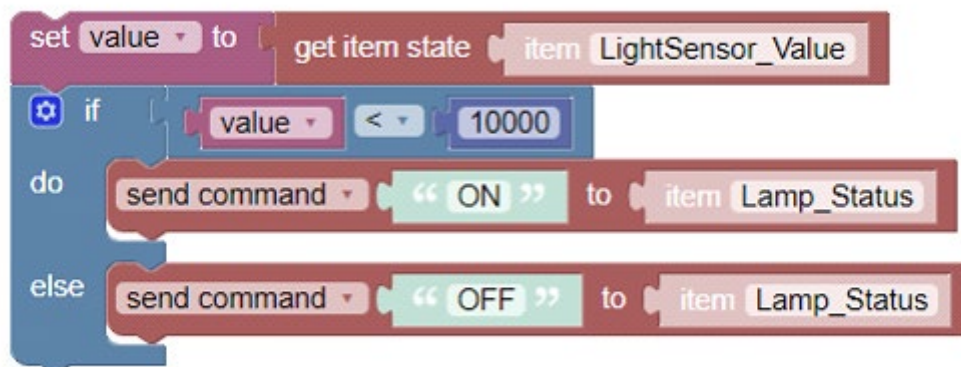 set value to get item state item LightSensor_Value
if value < 10000
do send command “ ON ” to item Lamp_Status
else send command “ OFF ” to item Lamp_Status